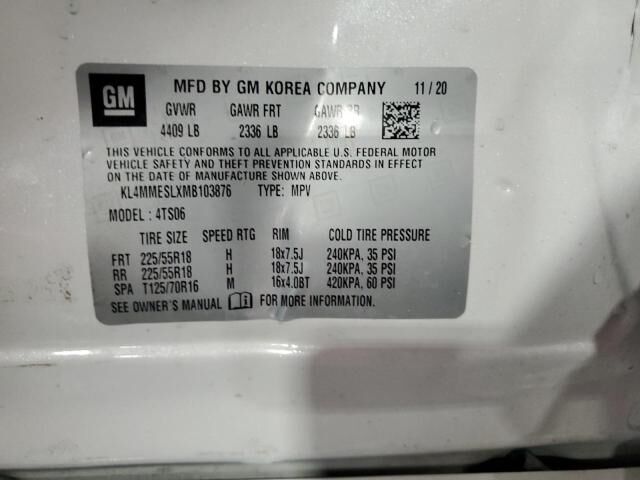 GM
MFD BY GM KOREA COMPANY 11 / 20
GVWR GAWR FRT GAWR RR
4409 LB 2336 LB 2336 LB
THIS VEHICLE CONFORMS TO ALL APPLICABLE U.S. FEDERAL MOTOR
VEHICLE SAFETY AND THEFT PREVENTION STANDARDS IN EFFECT
ON THE DATE OF MANUFACTURE SHOWN ABOVE.
KL4MMESLXMB103876 TYPE: MPV
MODEL : 4TS06
TIRE SIZE SPEED RTG RIM COLD TIRE PRESSURE
FRT 225/55R18 H 18x7.5J 240KPA, 35 PSI
RR 225/55R18 H 18x7.5J 240KPA, 35 PSI
SPA T125/70R16 M 16x4.0BT 420KPA, 60 PSI
SEE OWNER'S MANUAL FOR MORE INFORMATION.